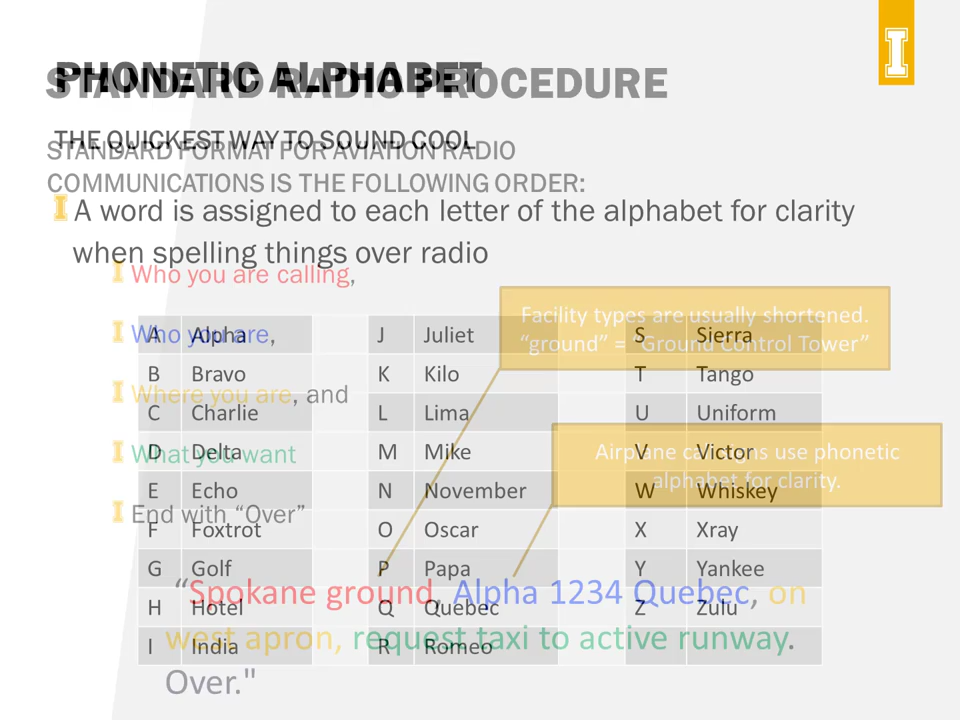 PHONETIC ALPHABET
STANDARD RADIO PROCEDURE
THE QUICKEST WAY TO SOUND COOL
STANDARD FORMAT FOR AVIATION RADIO
COMMUNICATIONS IS THE FOLLOWING ORDER:
A word is assigned to each letter of the alphabet for clarity
when spelling things over radio
Who you are calling,
Who you are,
Where you are, and
What you want
End with “Over”
Facility types are usually shortened.
“ground” = “Ground Control Tower”
Airplane callsigns use phonetic
alphabet for clarity.
A Alpha J Juliet S Sierra
B Bravo K Kilo T Tango
C Charlie L Lima U Uniform
D Delta M Mike V Victor
E Echo N November W Whiskey
F Foxtrot O Oscar X Xray
G Golf P Papa Y Yankee
H Hotel Q Quebec Z Zulu
I India R Romeo
“Spokane ground, Alpha 1234 Quebec, on
west apron, request taxi to active runway.
Over."